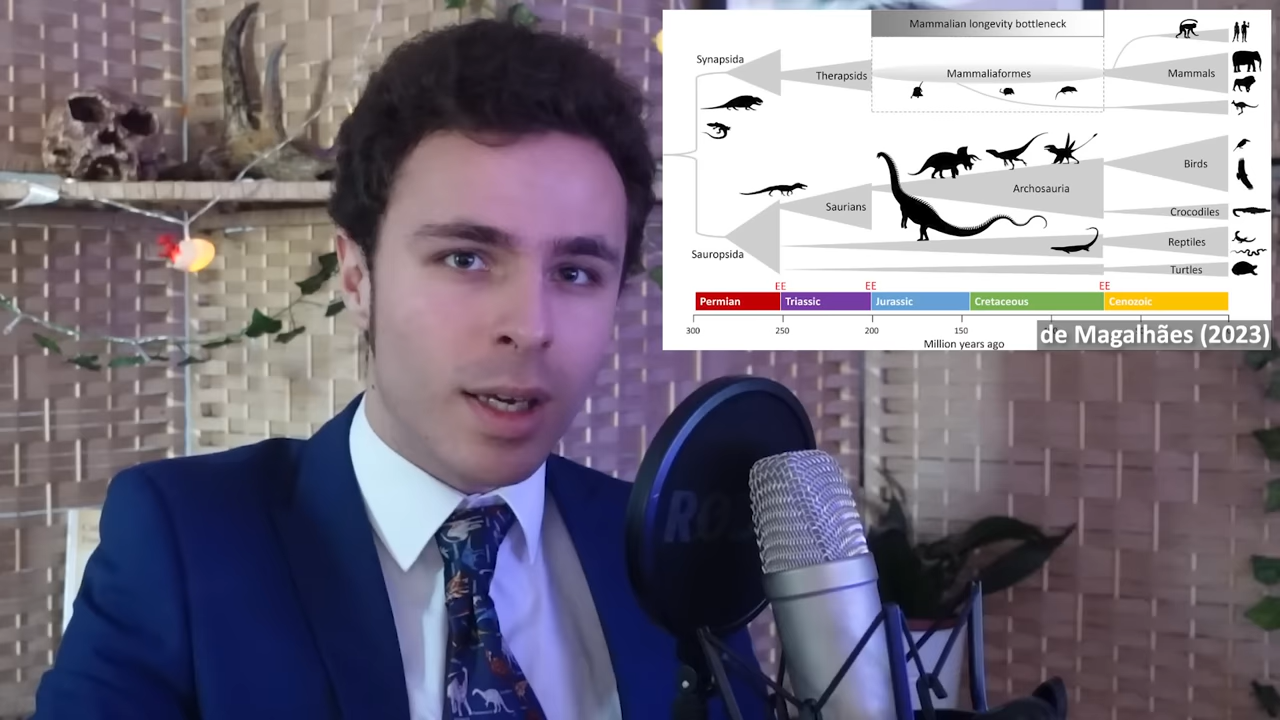 Mammalian longevity bottleneck
Synapsida
Therapsids
Mammaliaformes
Mammals
Birds
Archosauria
Saurians
Crocodiles
Reptiles
Sauropsida
Turtles
EE EE EE
Permian Triassic Jurassic Cretaceous Cenozoic
300 250 200 150
Million years ago
de Magalhães (2023)